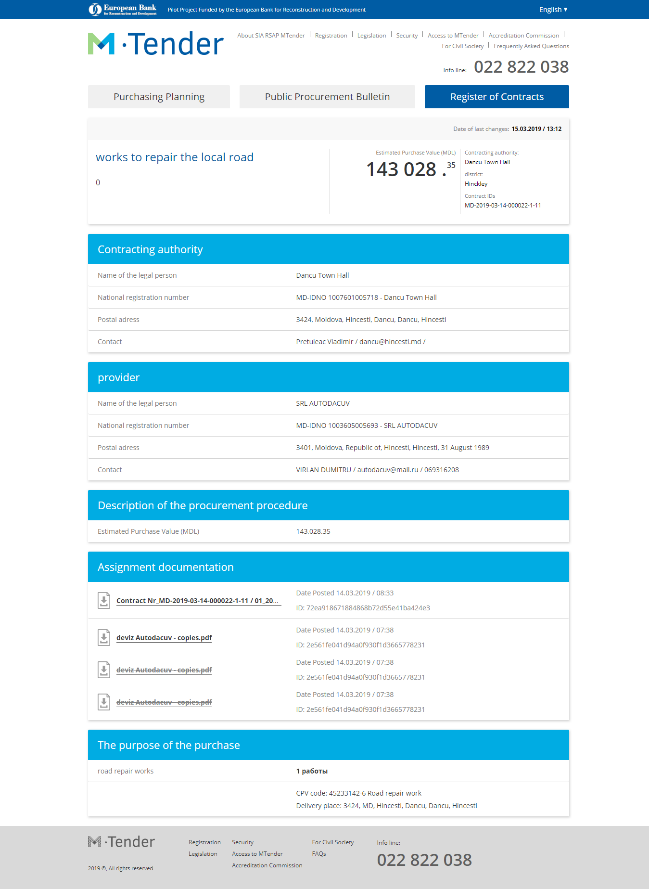 European Bank
for Reconstruction and Development
Pilot Project Funded by the European Bank for Reconstruction and Development
English ▾
M·Tender
About SIA RSAP MTender | Registration | Legislation | Security | Access to MTender | Accreditation Commission |
For Civil Society | Frequently Asked Questions
Info line: 022 822 038
Purchasing Planning
Public Procurement Bulletin
Register of Contracts
Date of last changes: 15.03.2019 / 13:12
works to repair the local road
()
Estimated Purchase Value (MDL)
143 028 .35
Contracting authority:
Dancu Town Hall
district:
Hinckley
Contract IDs
MD-2019-03-14-000022-1-11
Contracting authority
Name of the legal person Dancu Town Hall
National registration number MD-IDNO 1007601005718 - Dancu Town Hall
Postal adress 3424, Moldova, Hincesti, Dancu, Dancu, Hincesti
Contact Pretuleac Vladimir / dancu@hincesti.md /
provider
Name of the legal person SRL AUTODACUV
National registration number MD-IDNO 1003605005693 - SRL AUTODACUV
Postal adress 3401, Moldova, Republic of, Hincesti, Hincesti, 31 August 1989
Contact VIRLAN DUMITRU / autodacuv@mail.ru / 069316208
Description of the procurement procedure
Estimated Purchase Value (MDL) 143,028.35
Assignment documentation
Contract Nr_MD-2019-03-14-000022-1-11 / 01_20...
Date Posted 14.03.2019 / 08:33
ID: 72ea918671884868b72d55e41ba424e3
deviz Autodacuv - copies.pdf
Date Posted 14.03.2019 / 07:38
ID: 2e561fe041d94a0f930f1d3665778231
deviz Autodacuv - copies.pdf
Date Posted 14.03.2019 / 07:38
ID: 2e561fe041d94a0f930f1d3665778231
deviz Autodacuv - copies.pdf
Date Posted 14.03.2019 / 07:38
ID: 2e561fe041d94a0f930f1d3665778231
The purpose of the purchase
road repair works 1 работы
CPV code: 45233142-6 Road repair work
Delivery place: 3424, MD, Hincesti, Dancu, Dancu, Hincesti
M·Tender
2019 ©, All rights reserved
Registration
Legislation
Security
Access to MTender
Accreditation Commission
For Civil Society
FAQs
Info line:
022 822 038